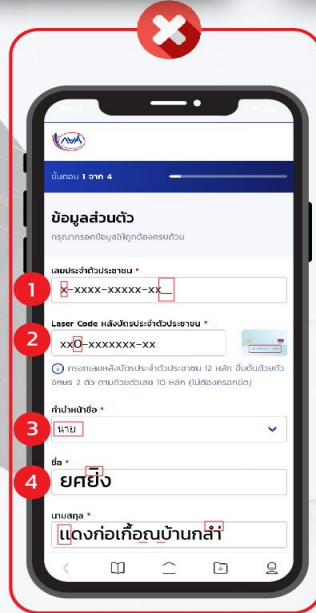 ขั้นตอน 1 จาก 4
ข้อมูลส่วนตัว
กรุณากรอกข้อมูลให้ถูกต้องครบถ้วน
เลขประจำตัวประชาชน *
1 x-xxxx-xxxxx-xx_
Laser Code หลังบัตรประจำตัวประชาชน *
2 xxO-xxxxxxx-xx
กรอกเลขหลังบัตรประจำตัวประชาชน 12 หลัก ขึ้นต้นด้วยตัว
อักษร 2 ตัว ตามด้วยตัวเลข 10 หลัก (ไม่ต้องกรอกขีด)
คำนำหน้าชื่อ *
3 นาย
ชื่อ *
4 ยศยิ่ง
นามสกุล *
เเดงก่อเกื้อณบ้านกสำ